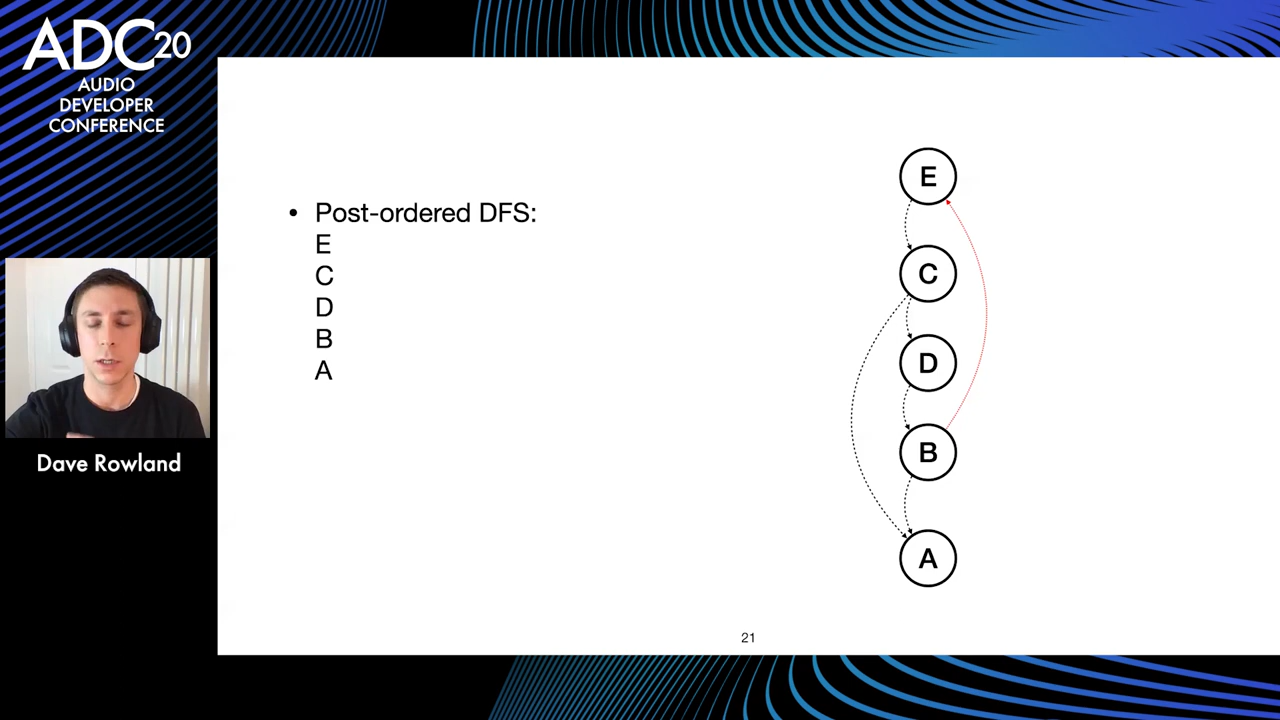 ADC20
AUDIO
DEVELOPER
CONFERENCE
Dave Rowland
• Post-ordered DFS:
E
C
D
B
A
E
C
D
B
A
21